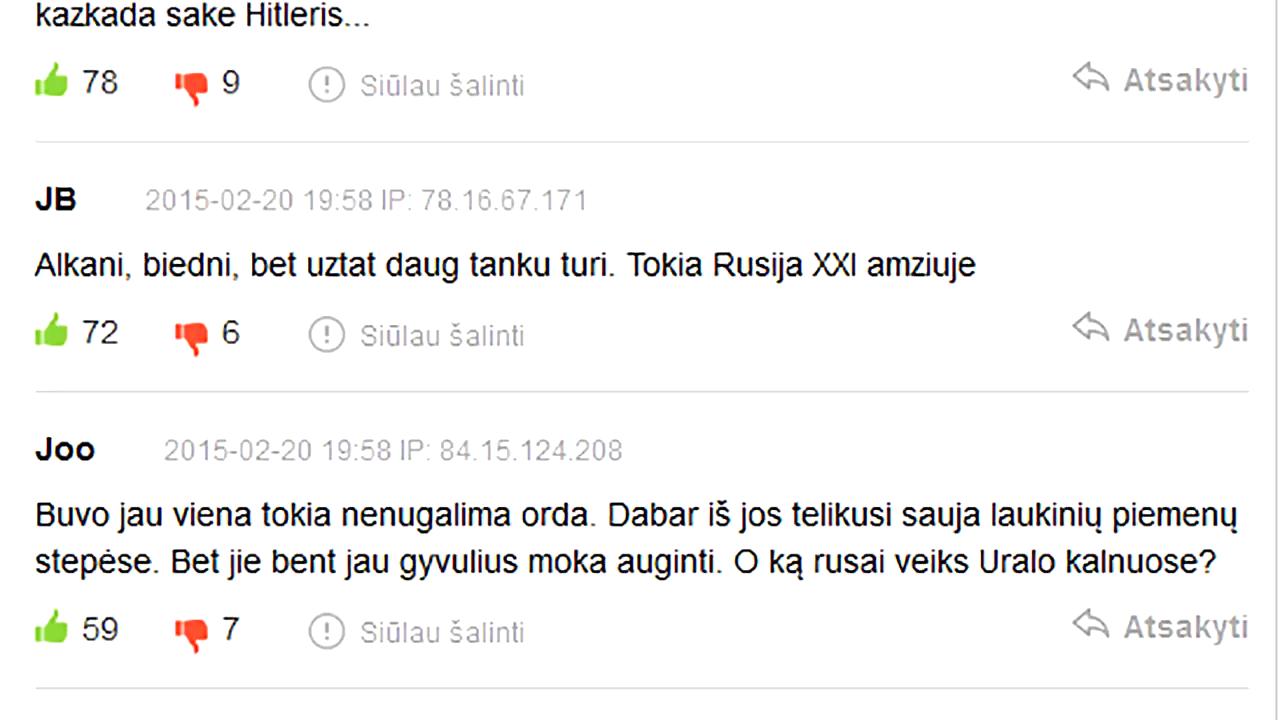 kazkada sake Hitleris...
78 9 Siūlau šalinti Atsakyti
JB 2015-02-20 19:58 IP: 78.16.67.171
Alkani, biedni, bet uztat daug tanku turi. Tokia Rusija XXI amziuje
72 6 Siūlau šalinti Atsakyti
Joo 2015-02-20 19:58 IP: 84.15.124.208
Buvo jau viena tokia nenugalima orda. Dabar iš jos telikusi sauja laukinių piemenų
stepėse. Bet jie bent jau gyvulius moka auginti. O ką rusai veiks Uralo kalnuose?
59 7 Siūlau šalinti Atsakyti